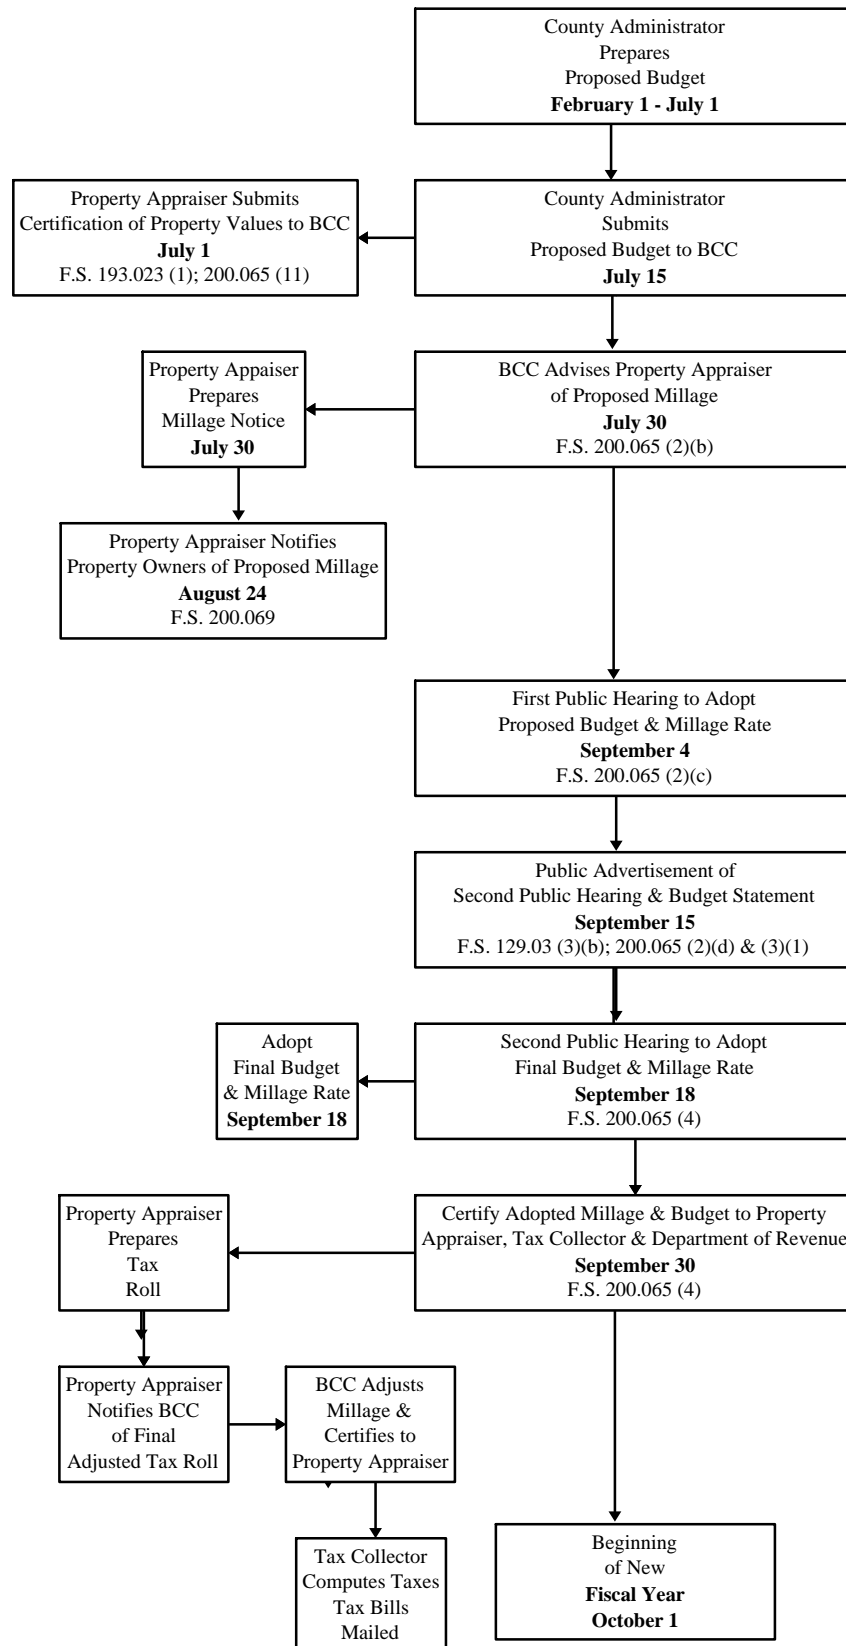 County Administrator
Prepares
Proposed Budget
February 1 - July 1
Property Appraiser Submits
Certification of Property Values to BCC
July 1
F.S. 193.023 (1); 200.065 (11)
County Administrator
Submits
Proposed Budget to BCC
July 15
Property Appaiser
Prepares
Millage Notice
July 30
BCC Advises Property Appraiser
of Proposed Millage
July 30
F.S. 200.065 (2)(b)
Property Appraiser Notifies
Property Owners of Proposed Millage
August 24
F.S. 200.069
First Public Hearing to Adopt
Proposed Budget & Millage Rate
September 4
F.S. 200.065 (2)(c)
Public Advertisement of
Second Public Hearing & Budget Statement
September 15
F.S. 129.03 (3)(b); 200.065 (2)(d) & (3)(1)
Adopt
Final Budget
& Millage Rate
September 18
Second Public Hearing to Adopt
Final Budget & Millage Rate
September 18
F.S. 200.065 (4)
Property Appraiser
Prepares
Tax
Roll
Certify Adopted Millage & Budget to Property
Appraiser, Tax Collector & Department of Revenue
September 30
F.S. 200.065 (4)
Property Appraiser
Notifies BCC
of Final
Adjusted Tax Roll
BCC Adjusts
Millage &
Certifies to
Property Appraiser
Tax Collector
Computes Taxes
Tax Bills
Mailed
Beginning
of New
Fiscal Year
October 1